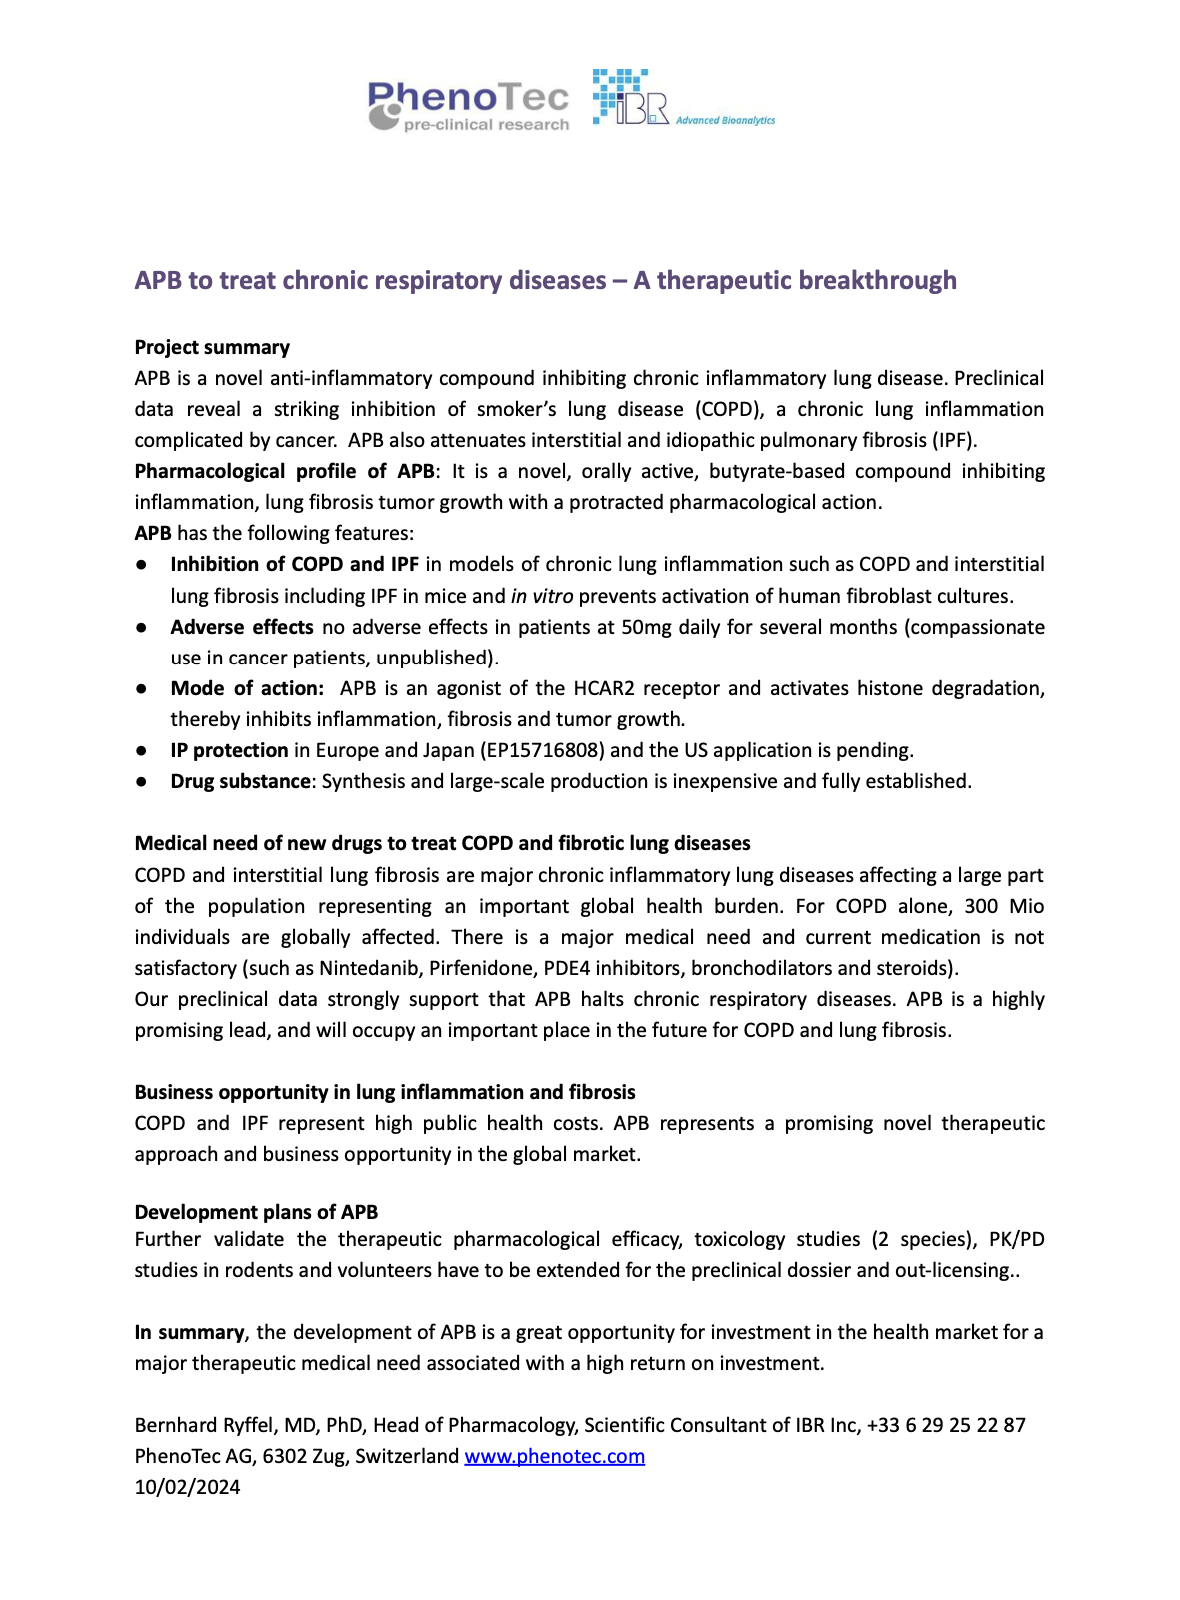 PhenoTec
pre-clinical research
iBR Advanced Bioanalytics
APB to treat chronic respiratory diseases – A therapeutic breakthrough
Project summary
APB is a novel anti-inflammatory compound inhibiting chronic inflammatory lung disease. Preclinical
data reveal a striking inhibition of smoker's lung disease (COPD), a chronic lung inflammation
complicated by cancer.  APB also attenuates interstitial and idiopathic pulmonary fibrosis (IPF).
Pharmacological profile of APB: It is a novel, orally active, butyrate-based compound inhibiting
inflammation, lung fibrosis tumor growth with a protracted pharmacological action.
APB has the following features:
● Inhibition of COPD and IPF in models of chronic lung inflammation such as COPD and interstitial
lung fibrosis including IPF in mice and in vitro prevents activation of human fibroblast cultures.
● Adverse effects no adverse effects in patients at 50mg daily for several months (compassionate
use in cancer patients, unpublished).
● Mode of action:  APB is an agonist of the HCAR2 receptor and activates histone degradation,
thereby inhibits inflammation, fibrosis and tumor growth.
● IP protection in Europe and Japan (EP15716808) and the US application is pending.
● Drug substance: Synthesis and large-scale production is inexpensive and fully established.
Medical need of new drugs to treat COPD and fibrotic lung diseases
COPD and interstitial lung fibrosis are major chronic inflammatory lung diseases affecting a large part
of the population representing an important global health burden. For COPD alone, 300 Mio
individuals are globally affected. There is a major medical need and current medication is not
satisfactory (such as Nintedanib, Pirfenidone, PDE4 inhibitors, bronchodilators and steroids).
Our preclinical data strongly support that APB halts chronic respiratory diseases. APB is a highly
promising lead, and will occupy an important place in the future for COPD and lung fibrosis.
Business opportunity in lung inflammation and fibrosis
COPD and IPF represent high public health costs. APB represents a promising novel therapeutic
approach and business opportunity in the global market.
Development plans of APB
Further validate the therapeutic pharmacological efficacy, toxicology studies (2 species), PK/PD
studies in rodents and volunteers have to be extended for the preclinical dossier and out-licensing..
In summary, the development of APB is a great opportunity for investment in the health market for a
major therapeutic medical need associated with a high return on investment.
Bernhard Ryffel, MD, PhD, Head of Pharmacology, Scientific Consultant of IBR Inc, +33 6 29 25 22 87
PhenoTec AG, 6302 Zug, Switzerland www.phenotec.com
10/02/2024